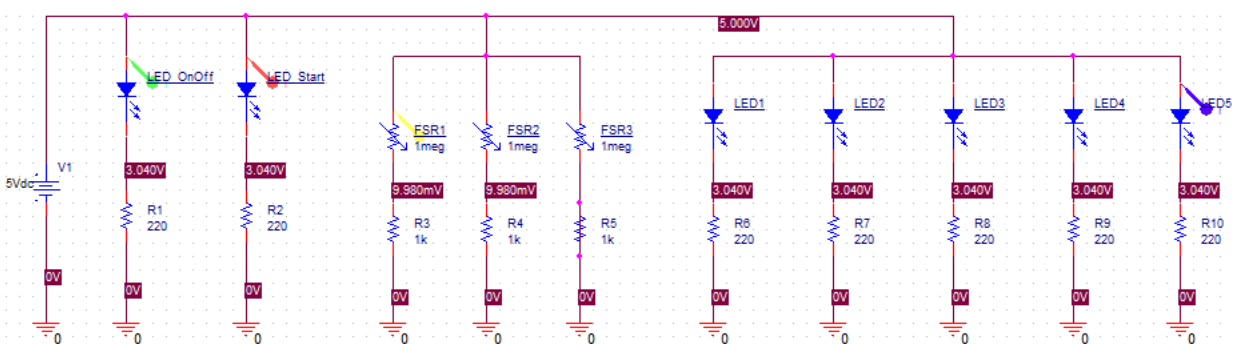 5.000V
LED_OnOff
LED_Start
LED1
LED2
LED3
LED4
LED5
FSR1
1meg
FSR2
1meg
FSR3
1meg
V1
5Vdc
3.040V
3.040V
9.980mV
9.980mV
3.040V
3.040V
3.040V
3.040V
3.040V
R1
220
R2
220
R3
1k
R4
1k
R5
1k
R6
220
R7
220
R8
220
R9
220
R10
220
0V
0V
0V
0V
0V
0V
0V
0V
0V
0V
0V
0
0
0
0
0
0
0
0
0
0
0